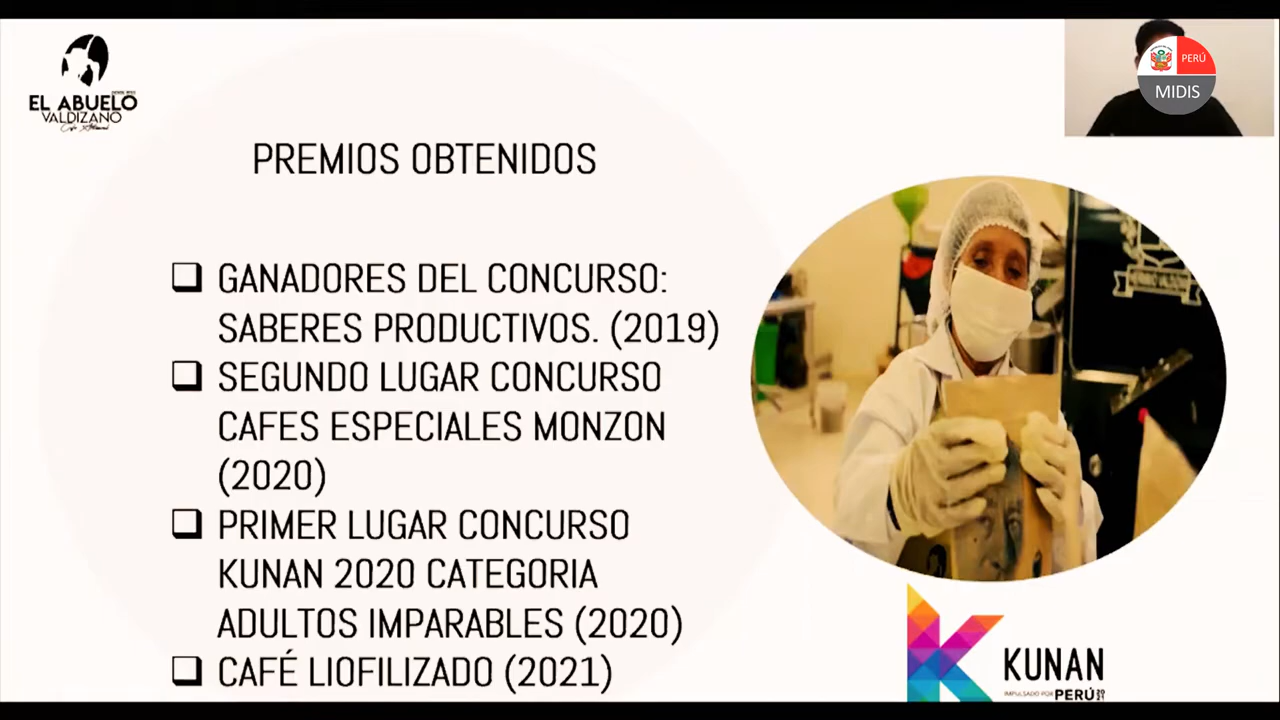 EL ABUELO
VALDIZANO
PERÚ
MIDIS
PREMIOS OBTENIDOS
GANADORES DEL CONCURSO:
SABERES PRODUCTIVOS. (2019)
SEGUNDO LUGAR CONCURSO
CAFES ESPECIALES MONZON
(2020)
PRIMER LUGAR CONCURSO
KUNAN 2020 CATEGORIA
ADULTOS IMPARABLES (2020)
CAFÉ LIOFILIZADO (2021)
KUNAN
IMPULSADO POR PERÚ